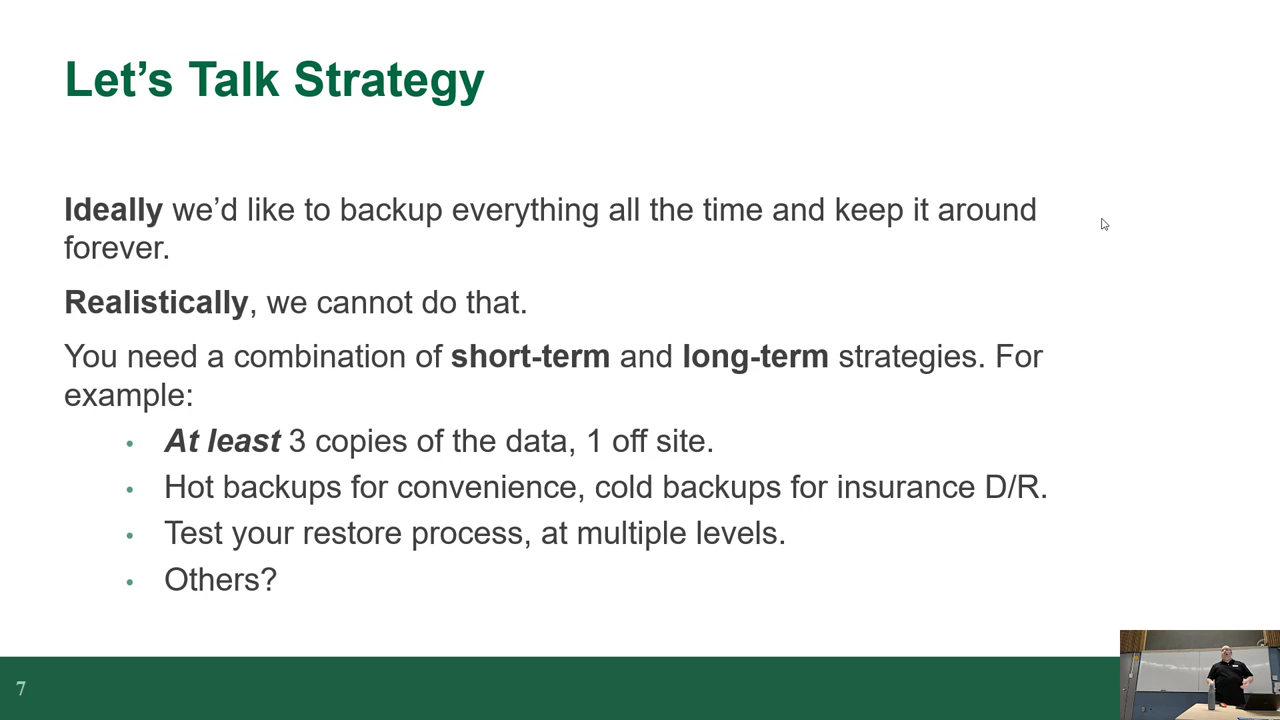 Let's Talk Strategy
Ideally we'd like to backup everything all the time and keep it around
forever.
Realistically, we cannot do that.
You need a combination of short-term and long-term strategies. For
example:
• At least 3 copies of the data, 1 off site.
• Hot backups for convenience, cold backups for insurance D/R.
• Test your restore process, at multiple levels.
• Others?
7